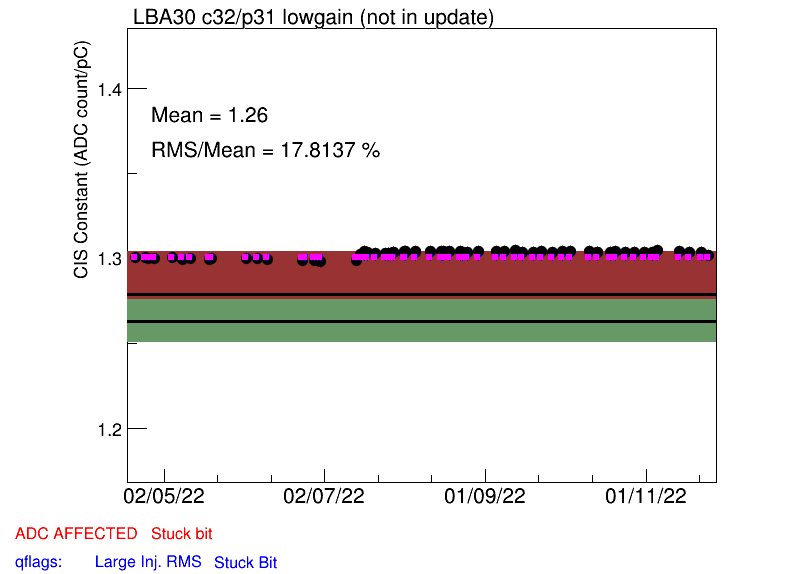 LBA30 c32/p31 lowgain (not in update)
CIS Constant (ADC count/pC)
1.4
Mean = 1.26
RMS/Mean = 17.8137 %
1.3
1.2
02/05/22 02/07/22 01/09/22 01/11/22
ADC AFFECTED Stuck bit
qflags: Large Inj. RMS Stuck Bit